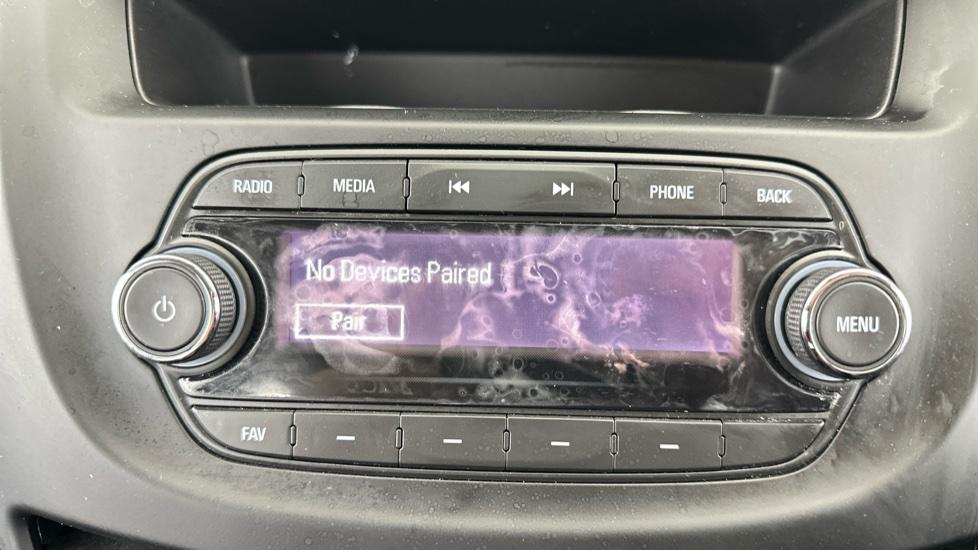 RADIO MEDIA PHONE BACK
No Devices Paired
Pair
MENU
FAV